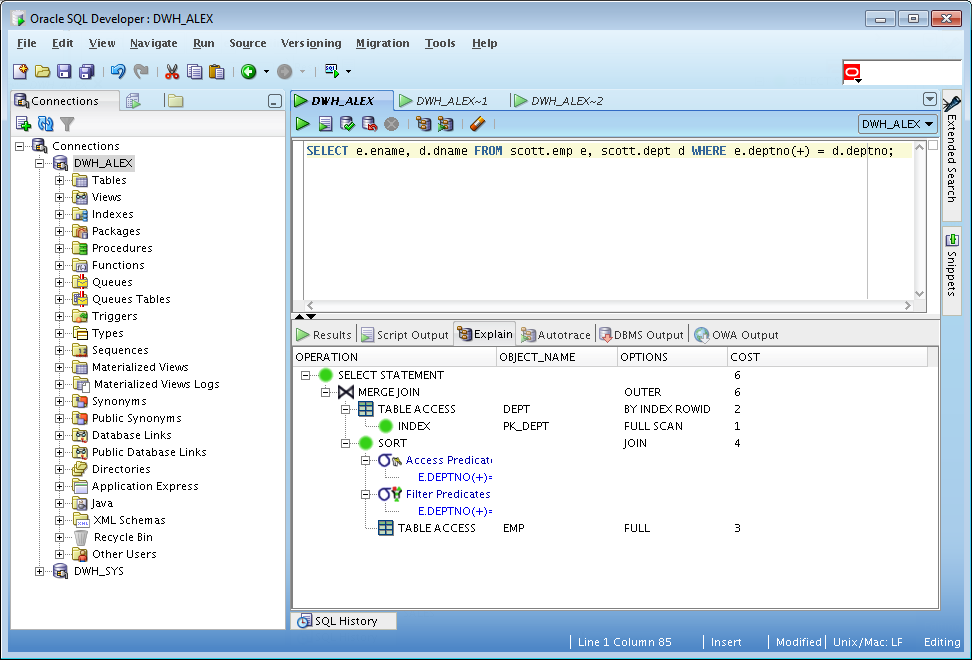 Oracle SQL Developer : DWH_ALEX
File Edit View Navigate Run Source Versioning Migration Tools Help
Connections
DWH_ALEX DWH_ALEX~1 DWH_ALEX~2
DWH_ALEX
Extended Search
Snippets
SELECT e.ename, d.dname FROM scott.emp e, scott.dept d WHERE e.deptno(+) = d.deptno;
Connections
DWH_ALEX
Tables
Views
Indexes
Packages
Procedures
Functions
Queues
Queues Tables
Triggers
Types
Sequences
Materialized Views
Materialized Views Logs
Synonyms
Public Synonyms
Database Links
Public Database Links
Directories
Application Express
Java
XML Schemas
Recycle Bin
Other Users
DWH_SYS
Results Script Output Explain Autotrace DBMS Output OWA Output
OPERATION OBJECT_NAME OPTIONS COST
SELECT STATEMENT 6
MERGE JOIN OUTER 6
TABLE ACCESS DEPT BY INDEX ROWID 2
INDEX PK_DEPT FULL SCAN 1
SORT JOIN 4
Access Predicat
E.DEPTNO(+)=
Filter Predicates
E.DEPTNO(+)=
TABLE ACCESS EMP FULL 3
SQL History
Line 1 Column 85 Insert Modified Unix/Mac: LF Editing